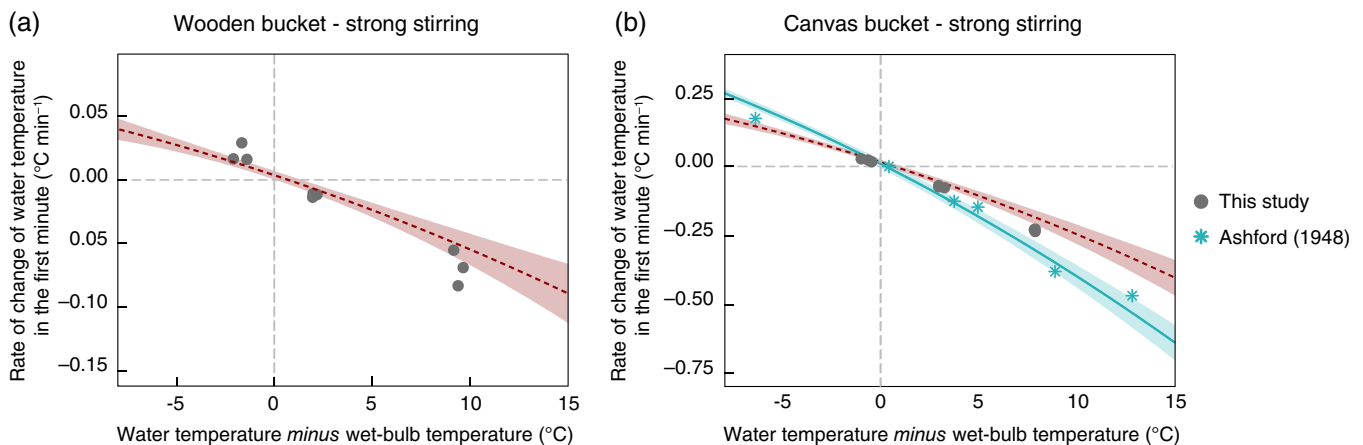 (a)
Wooden bucket - strong stirring
Rate of change of water temperature
in the first minute (°C min⁻¹)
0.05
0.00
0.05
–0.10
–0.15
-5
0
5
10
15
Water temperature minus wet-bulb temperature (°C)
(b)
Canvas bucket - strong stirring
Rate of change of water temperature
in the first minute (°C min⁻¹)
0.25
0.00
–0.25
–0.50
–0.75
-5
0
5
10
15
Water temperature minus wet-bulb temperature (°C)
This study
Ashford (1948)